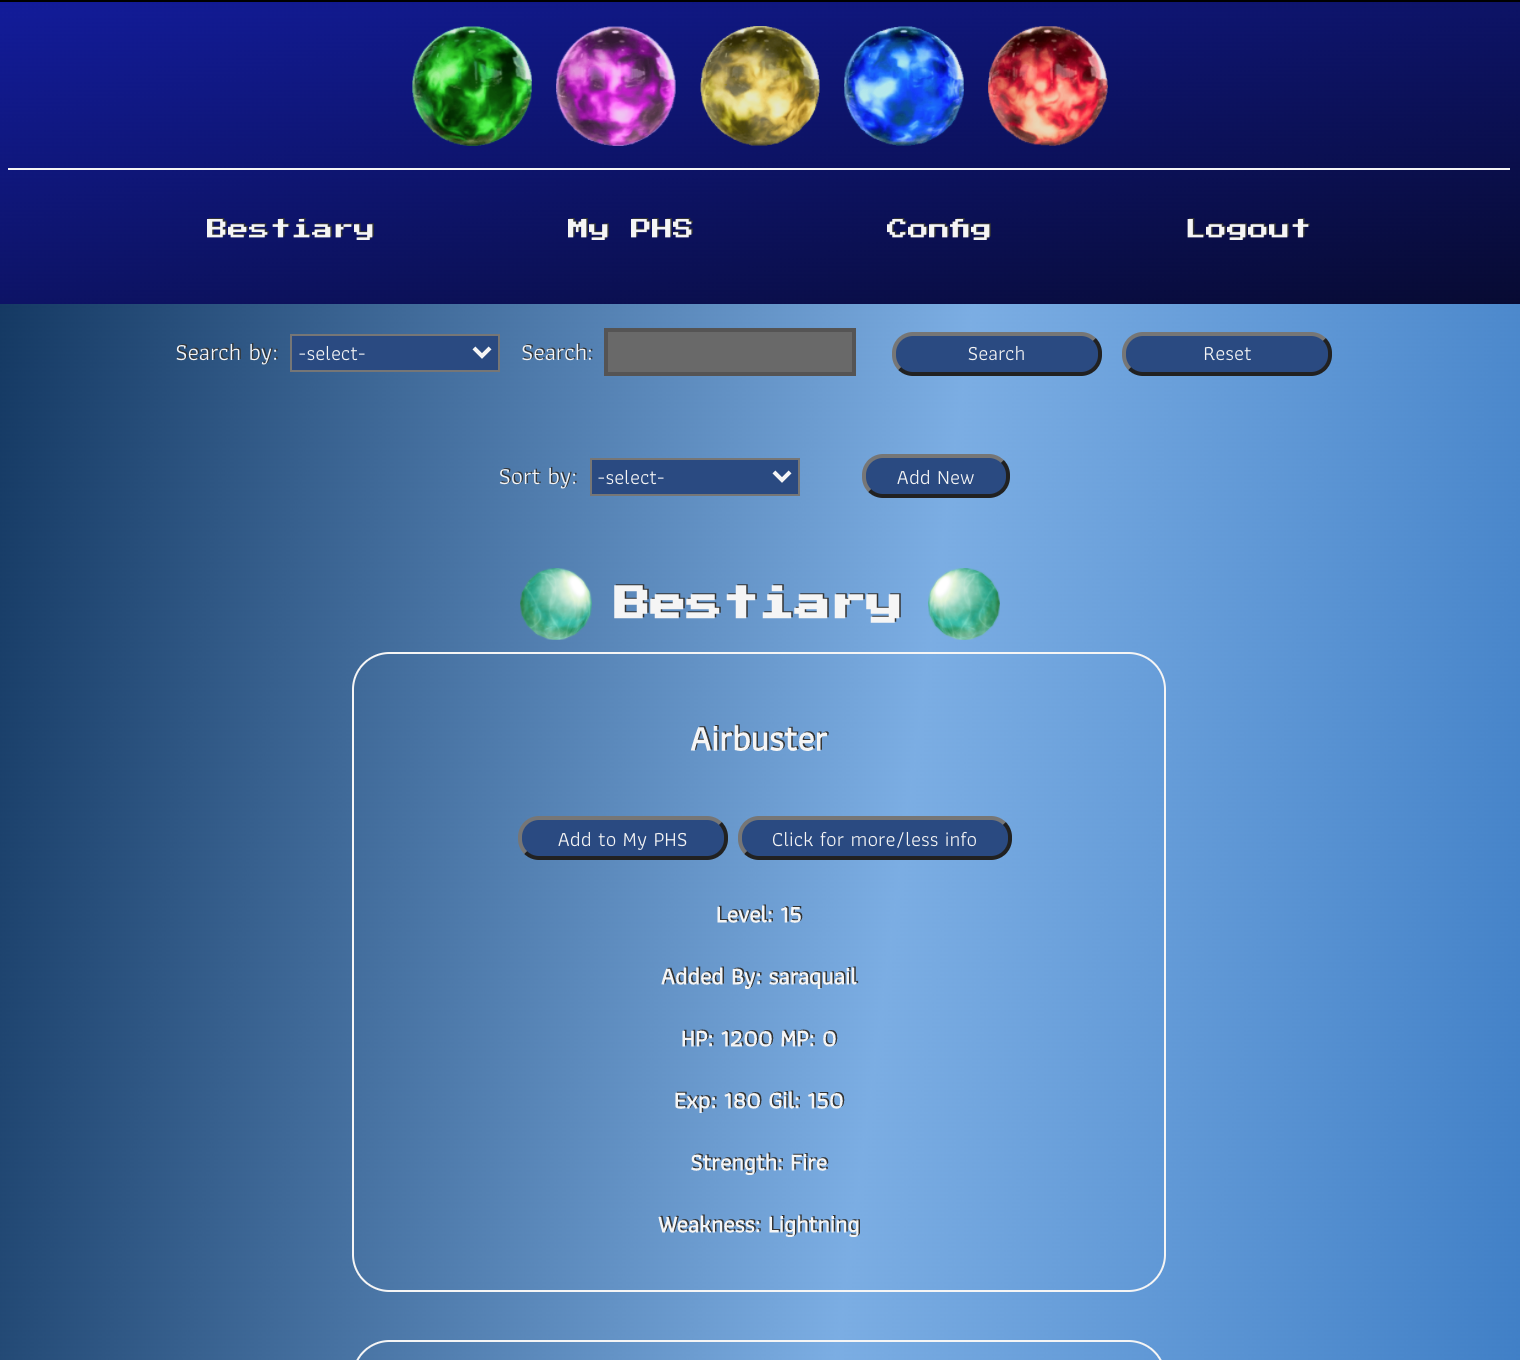 Bestiary My PHS Config Logout
Search by: -select- Search: Search Reset
Sort by: -select- Add New
Bestiary
Airbuster
Add to My PHS Click for more/less info
Level: 15
Added By: saraquail
HP: 1200 MP: 0
Exp: 180 Gil: 150
Strength: Fire
Weakness: Lightning